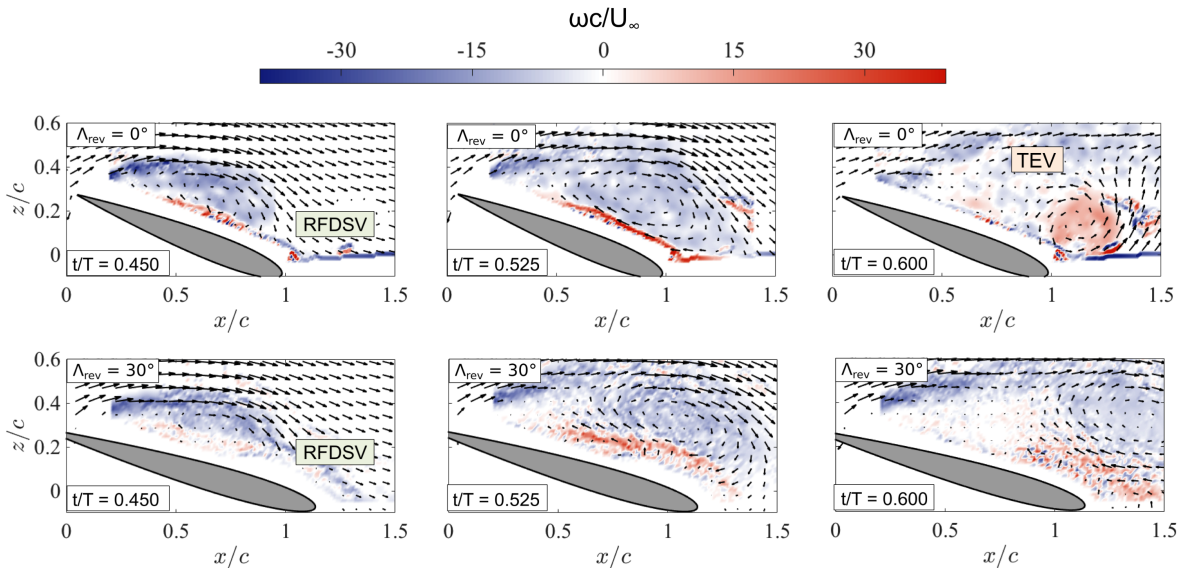 ωc/U∞
-30 -15 0 15 30
Λrev = 0°
0.6
0.4
0.2
0
z/c
RFDSV
t/T = 0.450
0 0.5 1 1.5
x/c
Λrev = 0°
t/T = 0.525
0 0.5 1 1.5
x/c
Λrev = 0°
TEV
t/T = 0.600
0 0.5 1 1.5
x/c
Λrev = 30°
0.6
0.4
0.2
0
z/c
RFDSV
t/T = 0.450
0 0.5 1 1.5
x/c
Λrev = 30°
t/T = 0.525
0 0.5 1 1.5
x/c
Λrev = 30°
t/T = 0.600
0 0.5 1 1.5
x/c